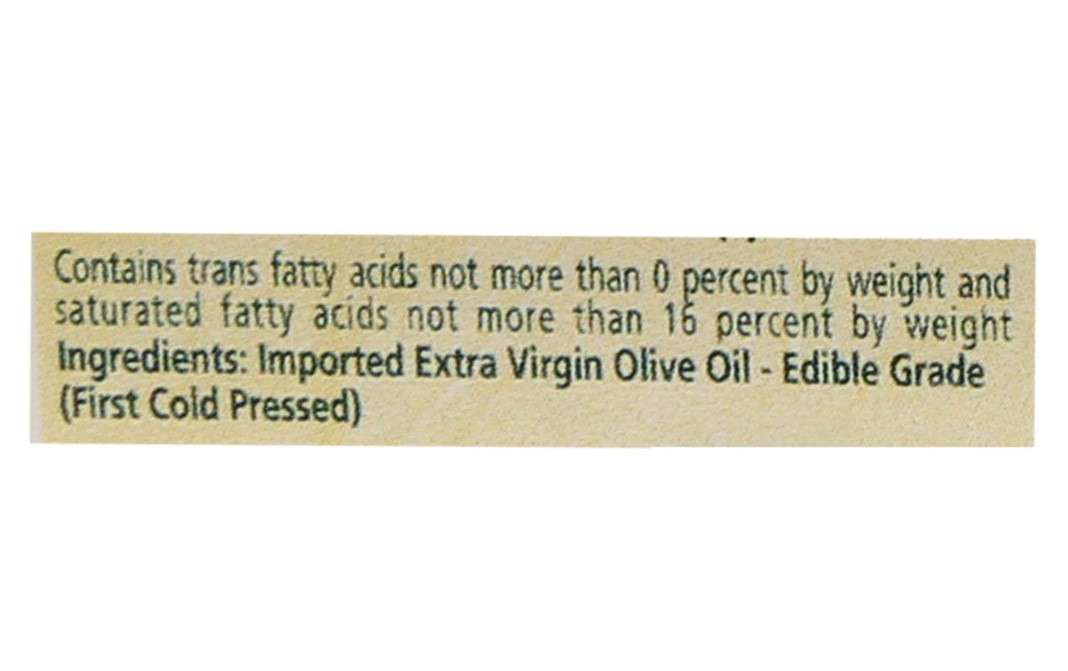 Contains trans fatty acids not more than 0 percent by weight and
saturated fatty acids not more than 16 percent by weight
Ingredients: Imported Extra Virgin Olive Oil - Edible Grade
(First Cold Pressed)